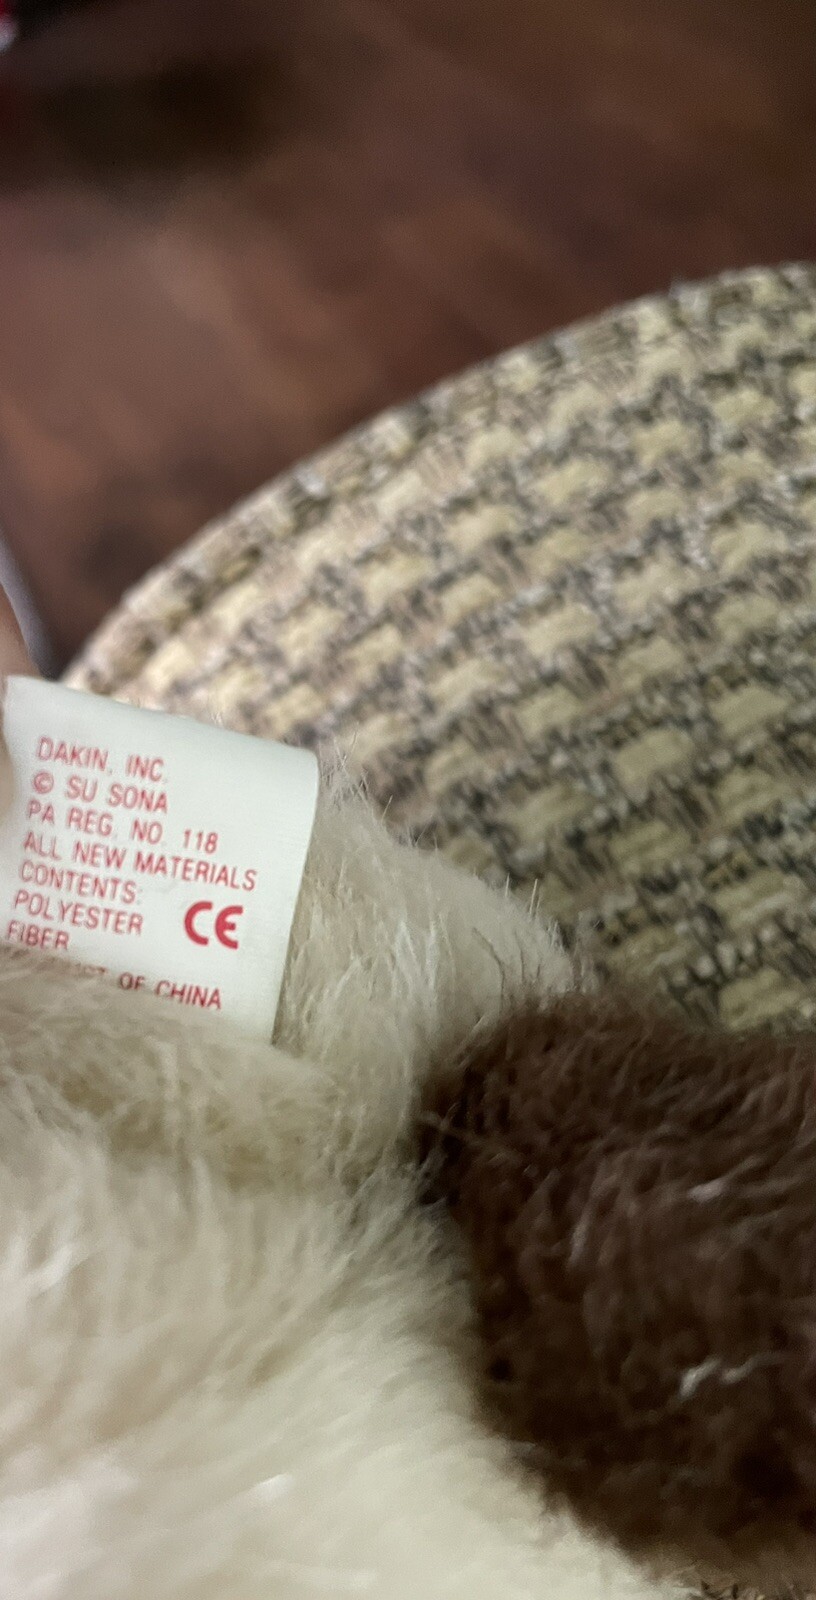 DAKIN, INC.
© SU SONA
PA REG. NO. 118
ALL NEW MATERIALS
CONTENTS:
POLYESTER
FIBER
CE
OF CHINA